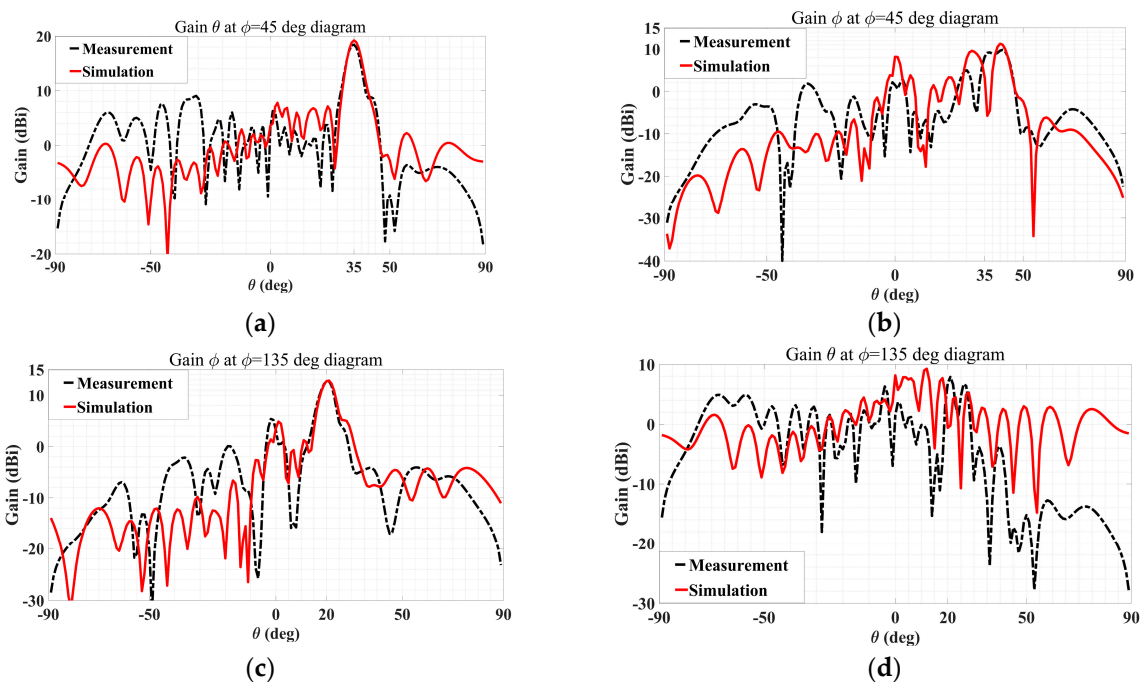 Gain θ at ϕ=45 deg diagram
20
10
0
-10
-20
Gain (dBi)
Measurement
Simulation
-90
-50
0
35
50
90
θ (deg)
(a)
Gain ϕ at ϕ=45 deg diagram
15
10
0
-10
-20
-30
-40
Gain (dBi)
Measurement
Simulation
-90
-50
0
35
50
90
θ (deg)
(b)
Gain ϕ at ϕ=135 deg diagram
15
10
0
-10
-20
-30
Gain (dBi)
Measurement
Simulation
-90
-50
0
20
50
90
θ (deg)
(c)
Gain θ at ϕ=135 deg diagram
10
0
-10
-20
-30
Gain (dBi)
Measurement
Simulation
-90
-50
0
20
50
90
θ (deg)
(d)